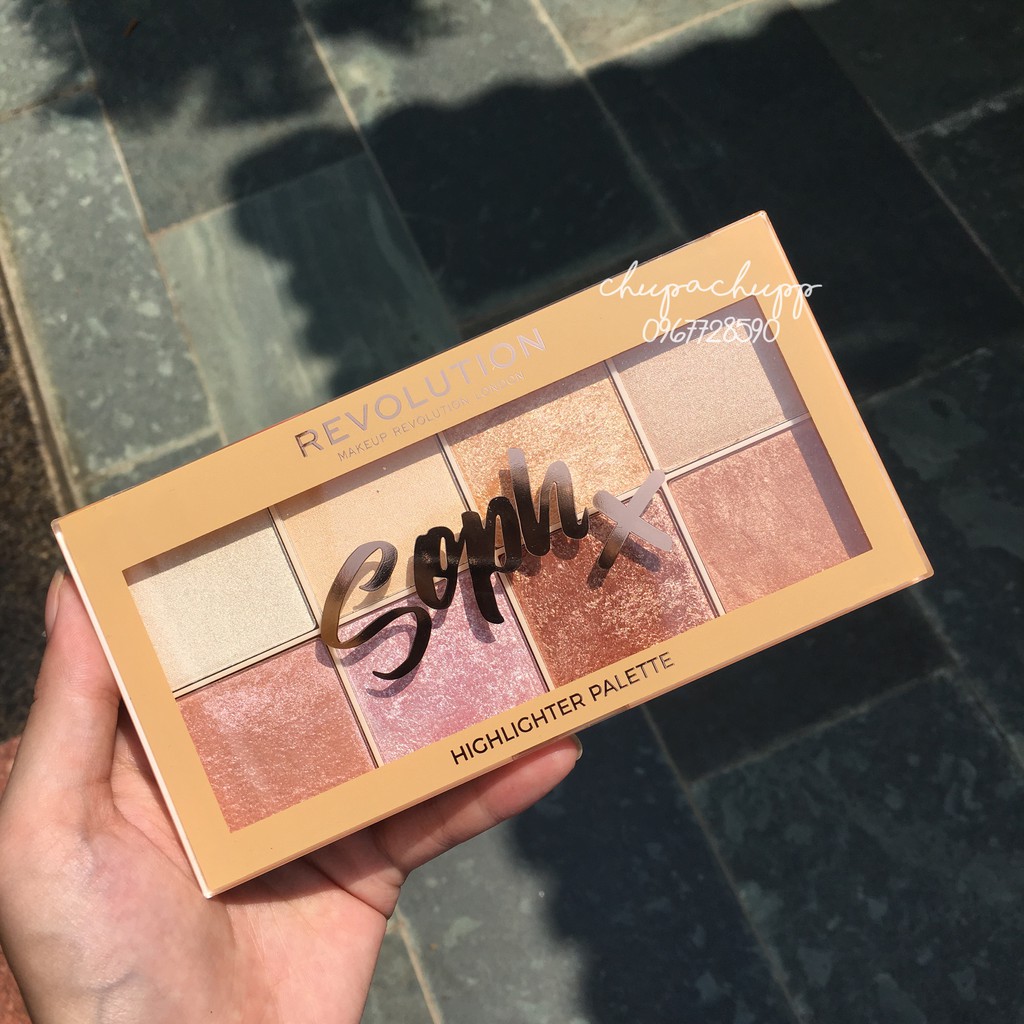 chupachupp
0967728590
REVOLUTION
MAKEUP REVOLUTION LONDON
Soph x
HIGHLIGHTER PALETTE